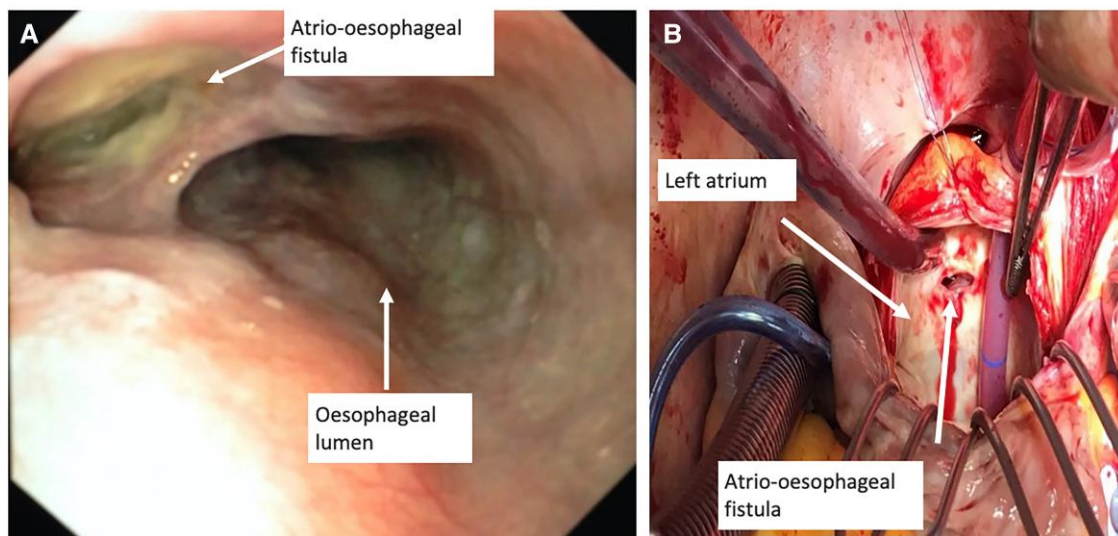 A
Atrio-oesophageal
fistula
Oesophageal
lumen
B
Left atrium
Atrio-oesophageal
fistula